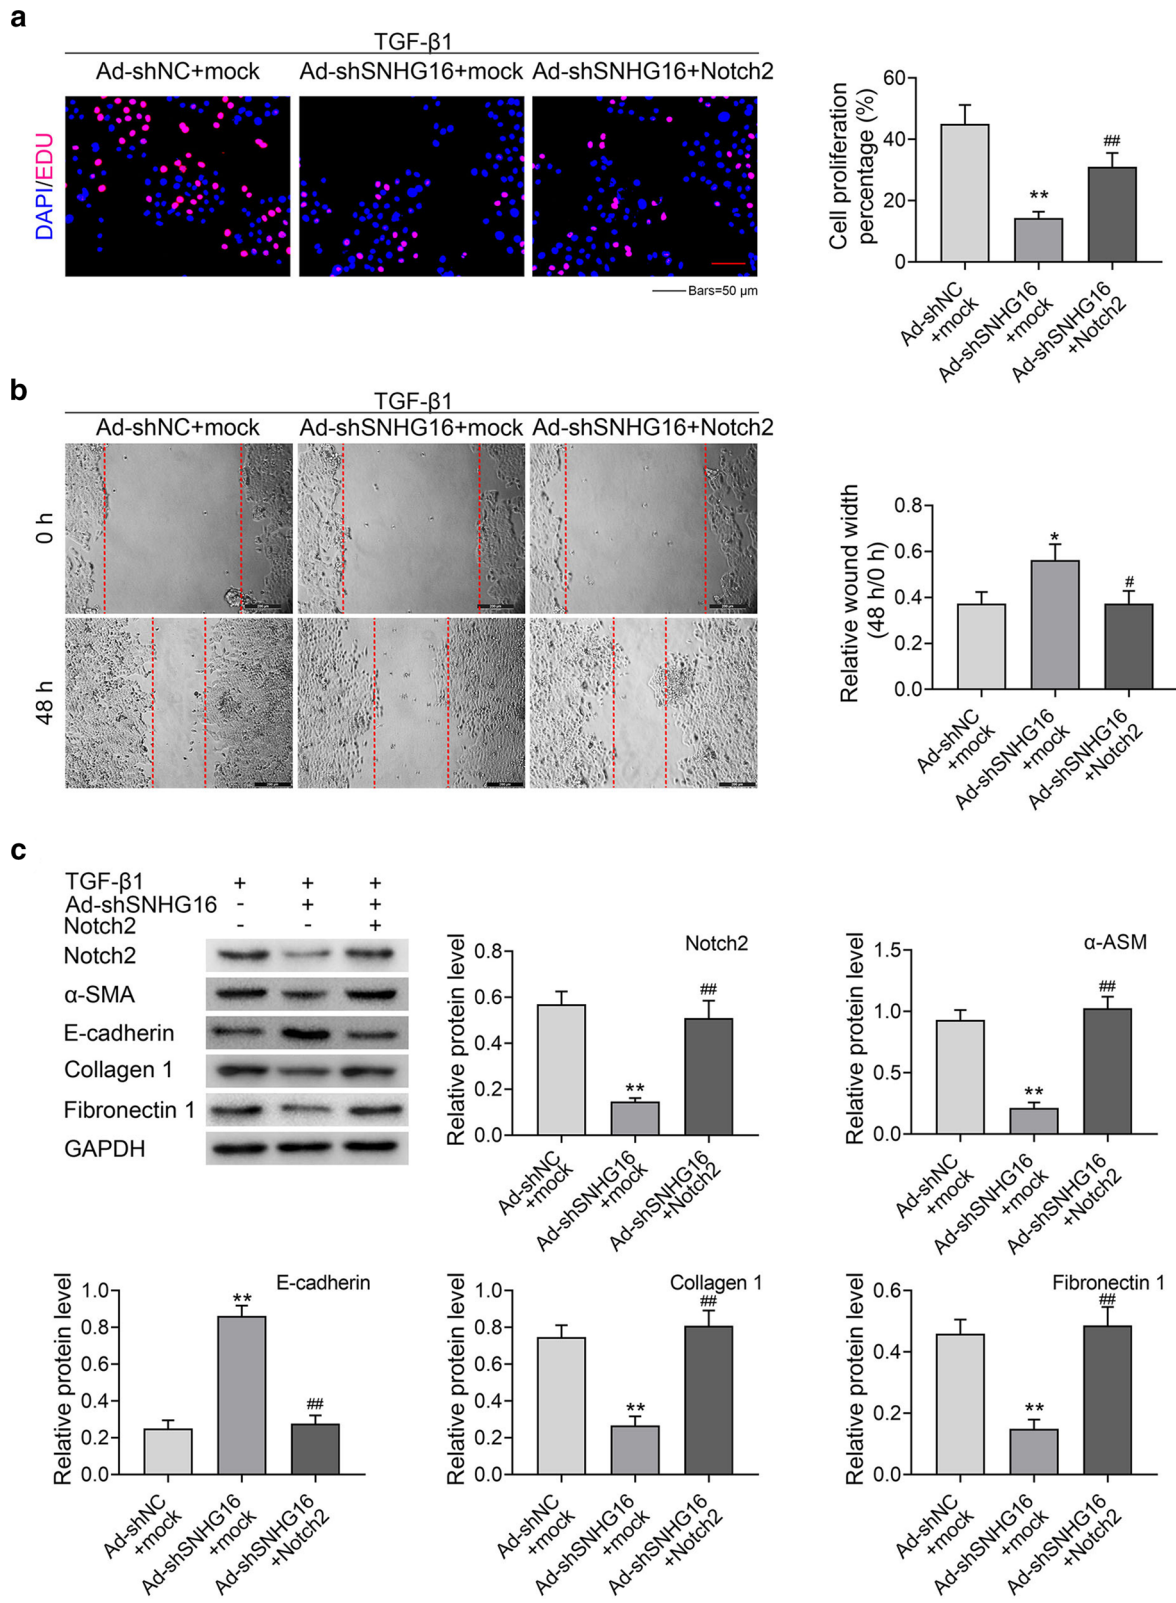 a
TGF-β1
Ad-shNC+mock
Ad-shSNHG16+mock
Ad-shSNHG16+Notch2
DAPI/EDU
Bars=50 μm
Cell proliferation
percentage (%)
60
40
20
0
**
##
Ad-shNC
+mock
Ad-shSNHG16
+mock
Ad-shSNHG16
+Notch2
b
TGF-β1
Ad-shNC+mock
Ad-shSNHG16+mock
Ad-shSNHG16+Notch2
0 h
48 h
Relative wound width
(48 h/0 h)
0.8
0.6
0.4
0.2
0.0
*
#
Ad-shNC
+mock
Ad-shSNHG16
+mock
Ad-shSNHG16
+Notch2
c
TGF-β1 + + +
Ad-shSNHG16 - + +
Notch2 - - +
Notch2
α-SMA
E-cadherin
Collagen 1
Fibronectin 1
GAPDH
Notch2
Relative protein level
0.8
0.6
0.4
0.2
0.0
**
##
Ad-shNC
+mock
Ad-shSNHG16
+mock
Ad-shSNHG16
+Notch2
α-ASM
Relative protein level
1.5
1.0
0.5
0.0
**
##
Ad-shNC
+mock
Ad-shSNHG16
+mock
Ad-shSNHG16
+Notch2
E-cadherin
Relative protein level
1.0
0.8
0.6
0.4
0.2
0.0
**
##
Ad-shNC
+mock
Ad-shSNHG16
+mock
Ad-shSNHG16
+Notch2
Collagen 1
Relative protein level
1.0
0.8
0.6
0.4
0.2
0.0
**
##
Ad-shNC
+mock
Ad-shSNHG16
+mock
Ad-shSNHG16
+Notch2
Fibronectin 1
Relative protein level
0.6
0.4
0.2
0.0
**
##
Ad-shNC
+mock
Ad-shSNHG16
+mock
Ad-shSNHG16
+Notch2